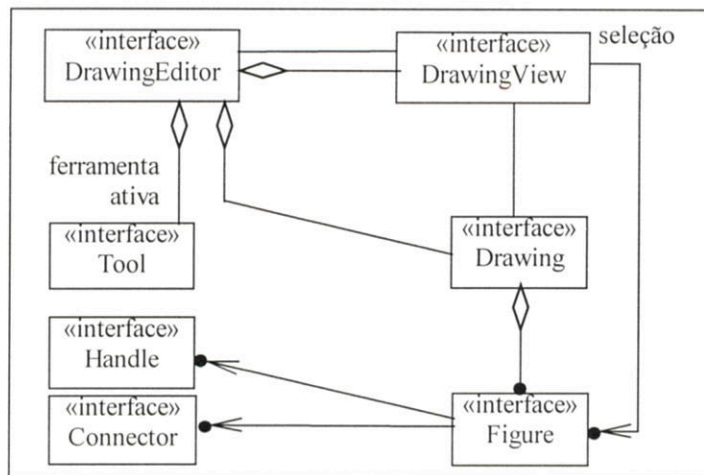 «interface»
DrawingEditor
«interface»
DrawingView
seleção
ferramenta
ativa
«interface»
Tool
«interface»
Drawing
«interface»
Handle
«interface»
Connector
«interface»
Figure